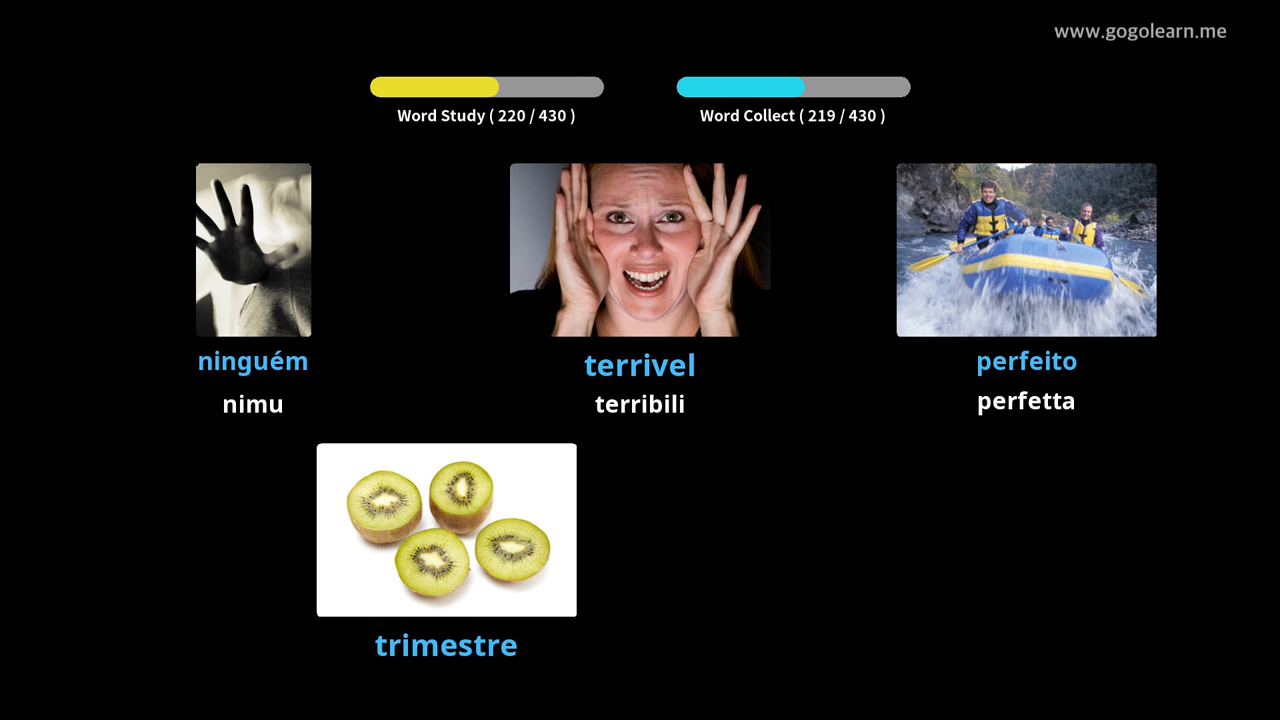 www.gogolearn.me
Word Study ( 220 / 430 )
Word Collect ( 219 / 430 )
ninguém
terrivel
perfeito
nimu
terribili
perfetta
trimestre